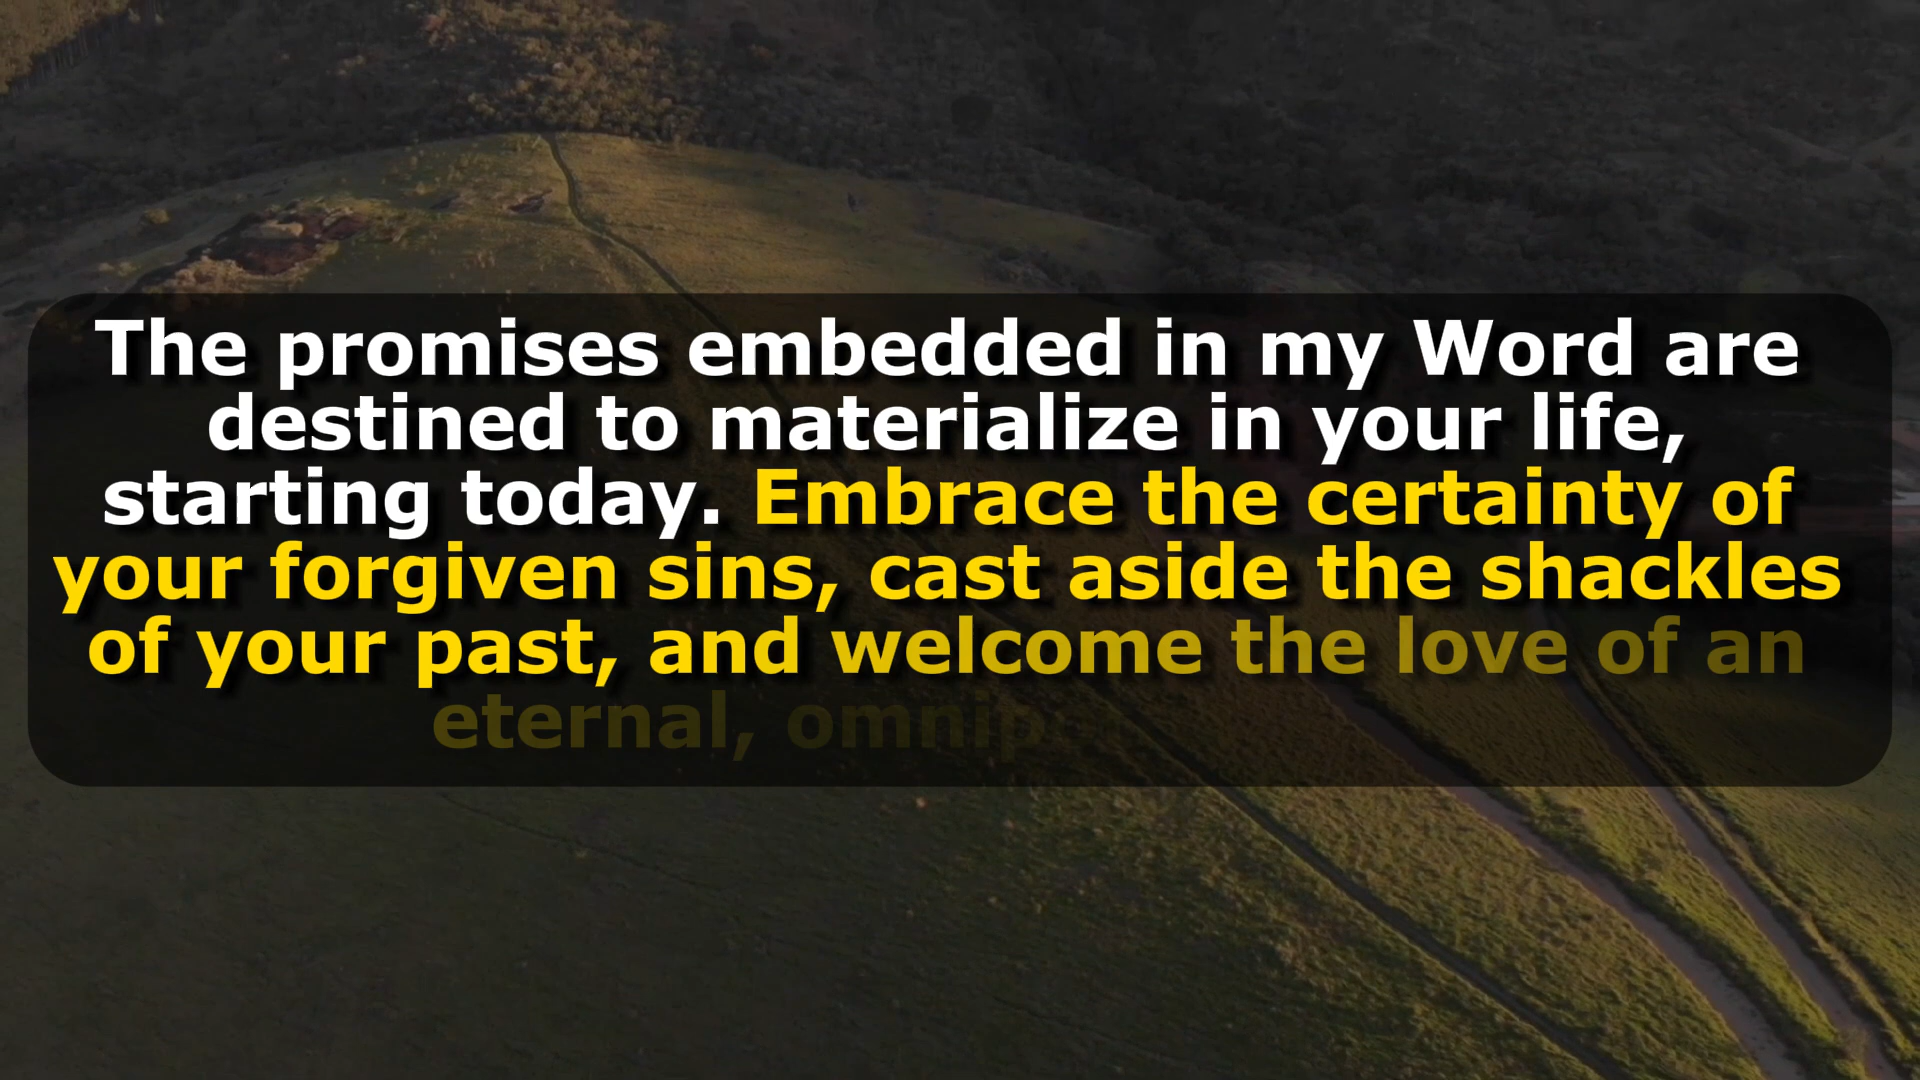 The promises embedded in my Word are
destined to materialize in your life,
starting today. Embrace the certainty of
your forgiven sins, cast aside the shackles
of your past, and welcome the love of an
eternal,